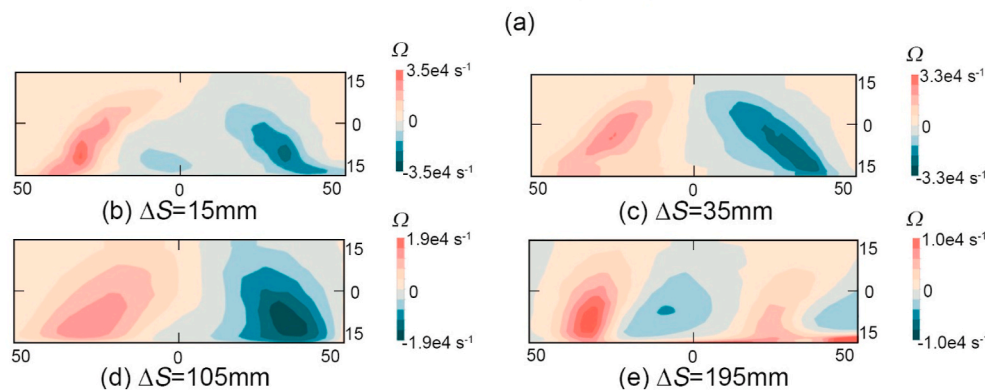 (a)
Ω
3.5e4 s⁻¹
0
-3.5e4 s⁻¹
15
0
15
50 0 50
(b) ΔS=15mm
Ω
3.3e4 s⁻¹
0
-3.3e4 s⁻¹
15
0
15
50 0 50
(c) ΔS=35mm
Ω
1.9e4 s⁻¹
0
-1.9e4 s⁻¹
15
0
15
50 0 50
(d) ΔS=105mm
Ω
1.0e4 s⁻¹
0
-1.0e4 s⁻¹
15
0
15
50 0 50
(e) ΔS=195mm